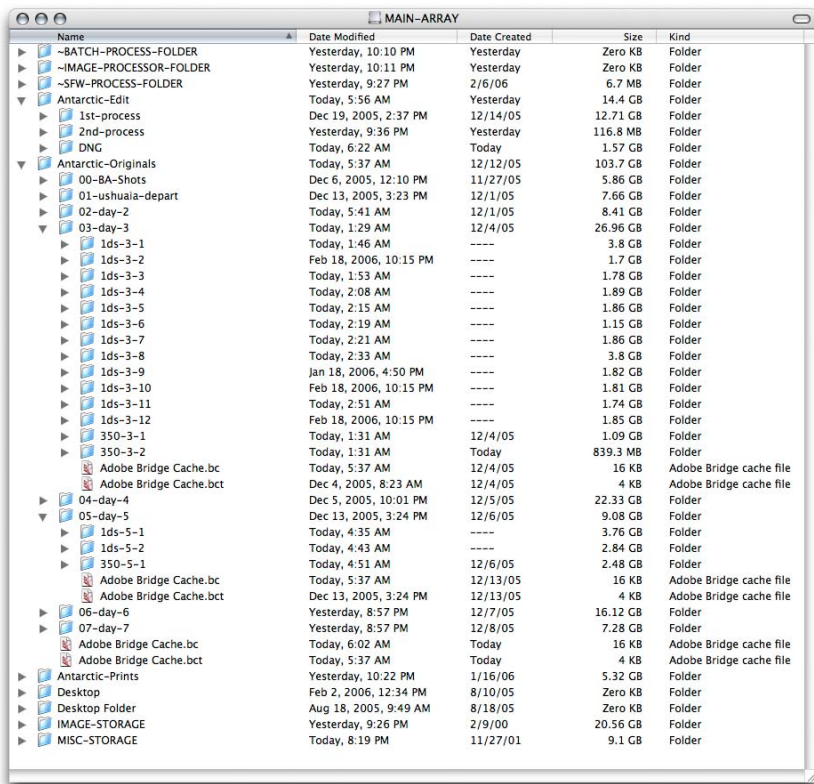 MAIN-ARRAY
Name Date Modified Date Created Size Kind
~BATCH-PROCESS-FOLDER Yesterday, 10:10 PM Yesterday Zero KB Folder
~IMAGE-PROCESSOR-FOLDER Yesterday, 10:11 PM Yesterday Zero KB Folder
~SFW-PROCESS-FOLDER Yesterday, 9:27 PM 2/6/06 6.7 MB Folder
Antarctic-Edit Today, 5:56 AM Yesterday 14.4 GB Folder
1st-process Dec 19, 2005, 2:37 PM 12/14/05 12.71 GB Folder
2nd-process Yesterday, 9:36 PM Yesterday 116.8 MB Folder
DNG Today, 6:22 AM Today 1.57 GB Folder
Antarctic-Originals Today, 5:37 AM 12/12/05 103.7 GB Folder
00-BA-Shots Dec 6, 2005, 12:10 PM 11/27/05 5.86 GB Folder
01-ushuaia-depart Dec 13, 2005, 3:23 PM 12/1/05 7.66 GB Folder
02-day-2 Today, 5:41 AM 12/1/05 8.41 GB Folder
03-day-3 Today, 1:29 AM 12/4/05 26.96 GB Folder
1ds-3-1 Today, 1:46 AM ---- 3.8 GB Folder
1ds-3-2 Feb 18, 2006, 10:15 PM ---- 1.7 GB Folder
1ds-3-3 Today, 1:53 AM ---- 1.78 GB Folder
1ds-3-4 Today, 2:08 AM ---- 1.89 GB Folder
1ds-3-5 Today, 2:15 AM ---- 1.86 GB Folder
1ds-3-6 Today, 2:19 AM ---- 1.15 GB Folder
1ds-3-7 Today, 2:21 AM ---- 1.86 GB Folder
1ds-3-8 Today, 2:33 AM ---- 3.8 GB Folder
1ds-3-9 Jan 18, 2006, 4:50 PM ---- 1.82 GB Folder
1ds-3-10 Feb 18, 2006, 10:15 PM ---- 1.81 GB Folder
1ds-3-11 Today, 2:51 AM ---- 1.74 GB Folder
1ds-3-12 Feb 18, 2006, 10:15 PM ---- 1.85 GB Folder
350-3-1 Today, 1:31 AM 12/4/05 1.09 GB Folder
350-3-2 Today, 1:31 AM Today 839.3 MB Folder
Adobe Bridge Cache.bc Today, 5:37 AM 12/4/05 16 KB Adobe Bridge cache file
Adobe Bridge Cache.bct Dec 4, 2005, 8:23 AM 12/4/05 4 KB Adobe Bridge cache file
04-day-4 Dec 5, 2005, 10:01 PM 12/5/05 22.33 GB Folder
05-day-5 Dec 13, 2005, 3:24 PM 12/6/05 9.08 GB Folder
1ds-5-1 Today, 4:35 AM ---- 3.76 GB Folder
1ds-5-2 Today, 4:43 AM ---- 2.84 GB Folder
350-5-1 Today, 4:51 AM 12/6/05 2.48 GB Folder
Adobe Bridge Cache.bc Today, 5:37 AM 12/13/05 16 KB Adobe Bridge cache file
Adobe Bridge Cache.bct Dec 13, 2005, 3:24 PM 12/13/05 4 KB Adobe Bridge cache file
06-day-6 Yesterday, 8:57 PM 12/7/05 16.12 GB Folder
07-day-7 Yesterday, 8:57 PM 12/8/05 7.28 GB Folder
Adobe Bridge Cache.bc Today, 6:02 AM Today 16 KB Adobe Bridge cache file
Adobe Bridge Cache.bct Today, 5:37 AM Today 4 KB Adobe Bridge cache file
Antarctic-Prints Yesterday, 10:22 PM 1/16/06 5.32 GB Folder
Desktop Feb 2, 2006, 12:34 PM 8/10/05 Zero KB Folder
Desktop Folder Aug 18, 2005, 9:49 AM 8/18/05 Zero KB Folder
IMAGE-STORAGE Yesterday, 9:26 PM 2/9/00 20.56 GB Folder
MISC-STORAGE Today, 8:19 PM 11/27/01 9.1 GB Folder